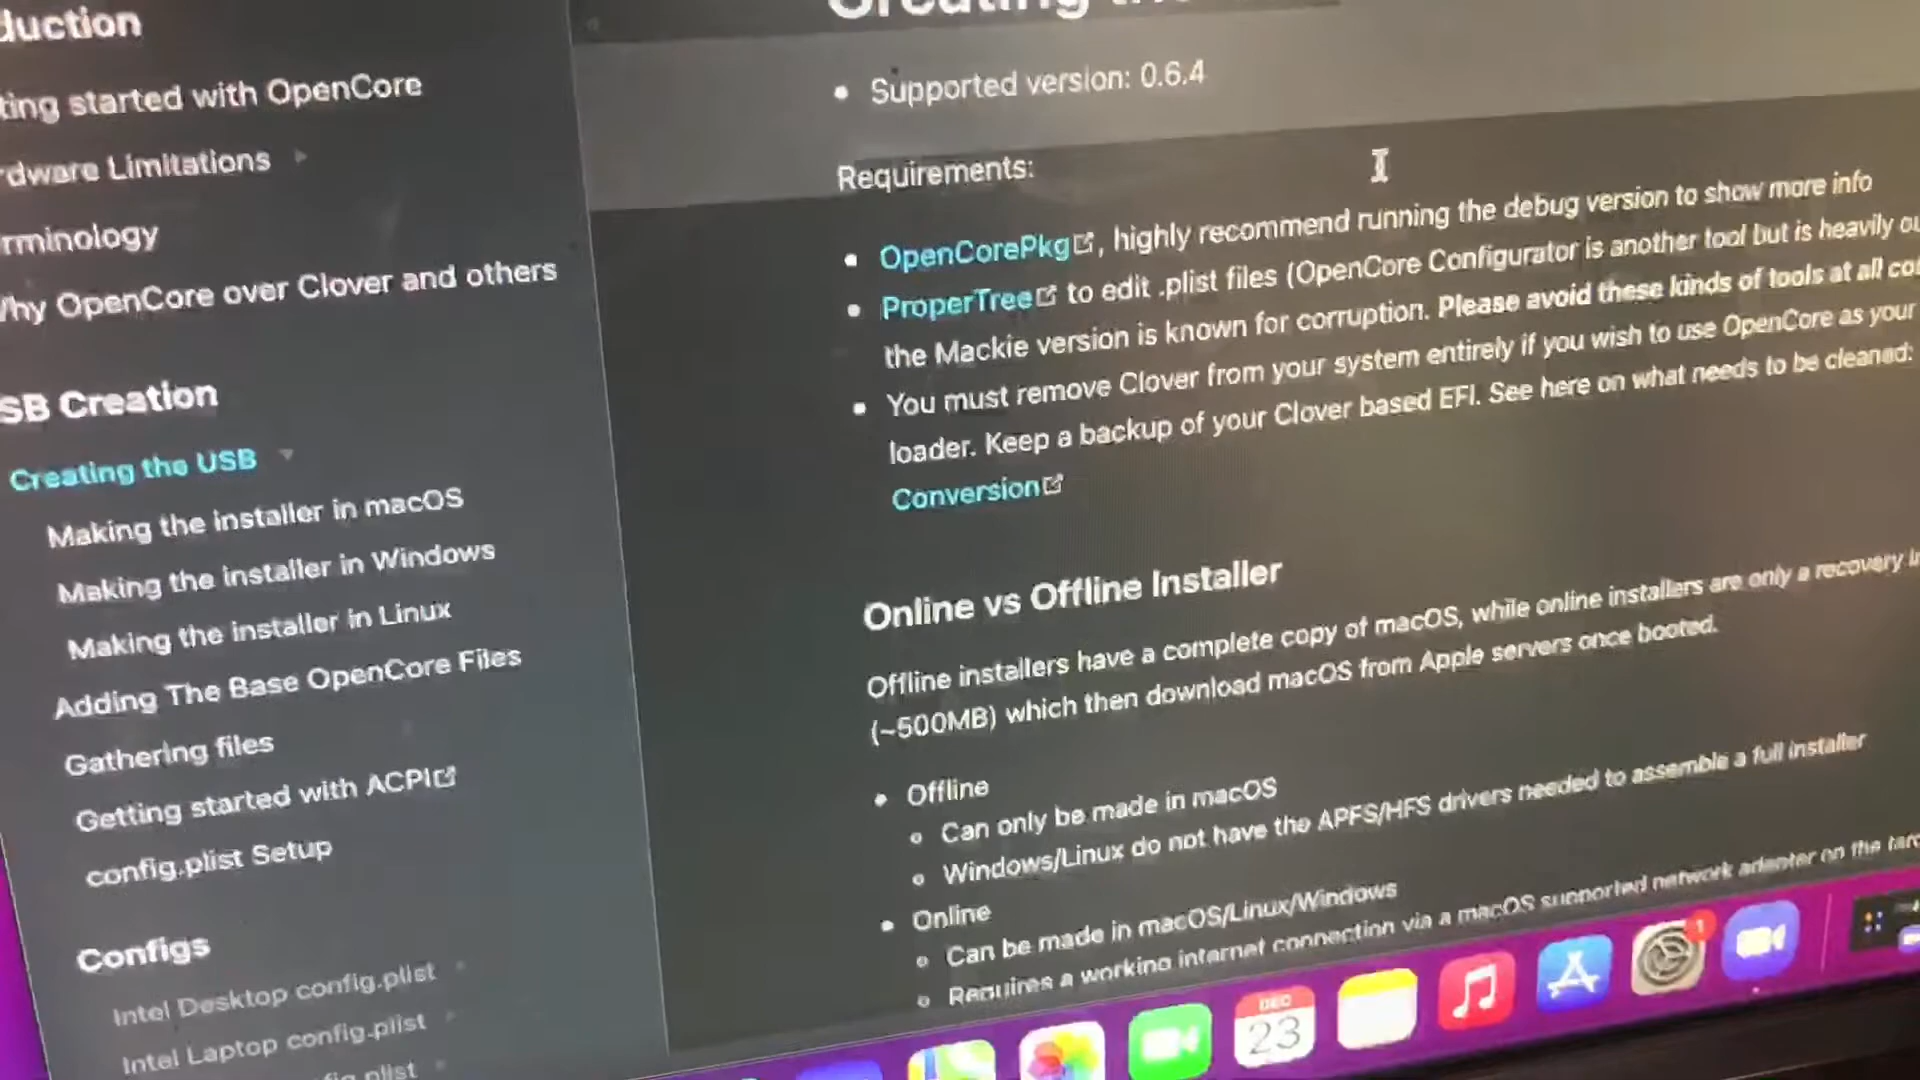 duction
ting started with OpenCore
rdware Limitations
rminology
Why OpenCore over Clover and others
SB Creation
Creating the USB
Making the installer in macOS
Making the installer in Windows
Making the installer in Linux
Adding The Base OpenCore Files
Gathering files
Getting started with ACPI
config.plist Setup
Configs
Intel Desktop config.plist
Intel Laptop config.plist
fig.plist
Creating
Supported version: 0.6.4
Requirements:
OpenCorePkg, highly recommend running the debug version to show more info
ProperTree to edit .plist files (OpenCore Configurator is another tool but is heavily ou
the Mackie version is known for corruption. Please avoid these kinds of tools at all co
You must remove Clover from your system entirely if you wish to use OpenCore as your
loader. Keep a backup of your Clover based EFI. See here on what needs to be cleaned:
Conversion
Online vs Offline Installer
Offline installers have a complete copy of macOS, while online installers are only a recovery
(~500MB) which then download macOS from Apple servers once booted.
Offline
Can only be made in macOS
Windows/Linux do not have the APFS/HFS drivers needed to assemble a full installer
Online
Can be made in macOS/Linux/Windows
Requires a working internet connection via a macOS supported network adapter on the targ
DEC
23
1